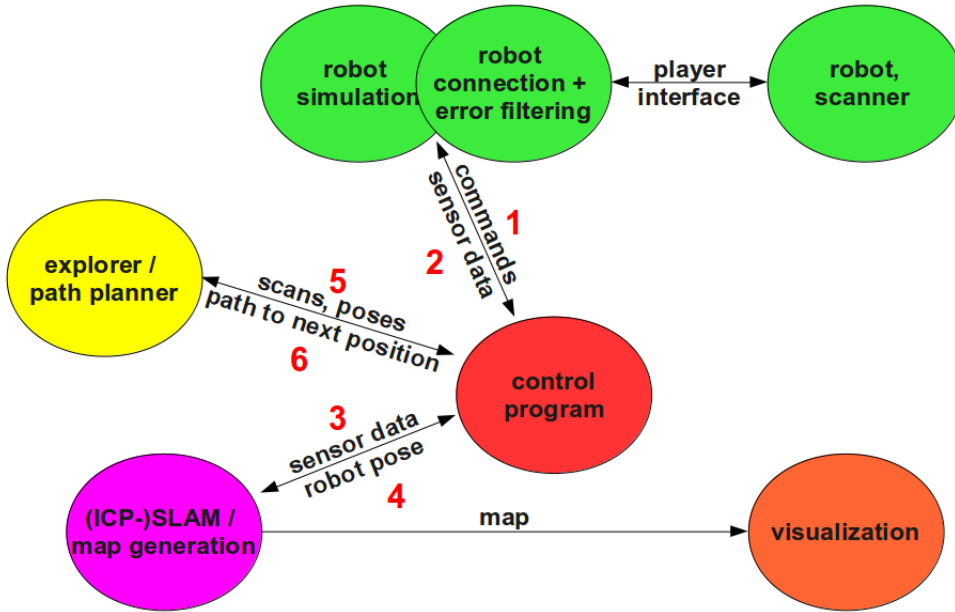 robot
simulation
robot
connection +
error filtering
player
interface
robot,
scanner
commands
1
sensor data
2
explorer /
path planner
5
scans, poses
path to next position
6
control
program
3
sensor data
robot pose
4
(ICP-)SLAM /
map generation
map
visualization